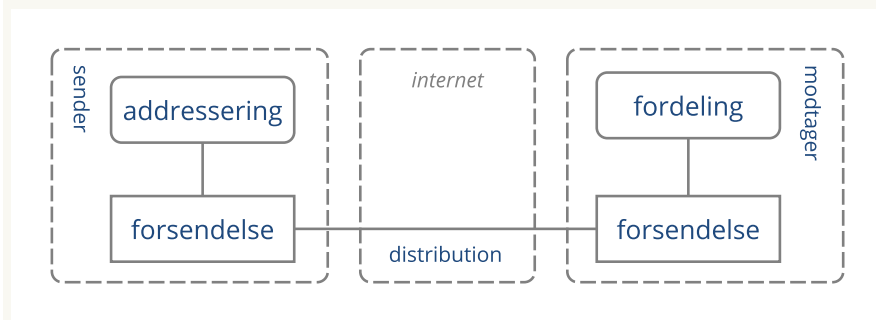 sender
addressering
forsendelse
internet
distribution
fordeling
forsendelse
modtager